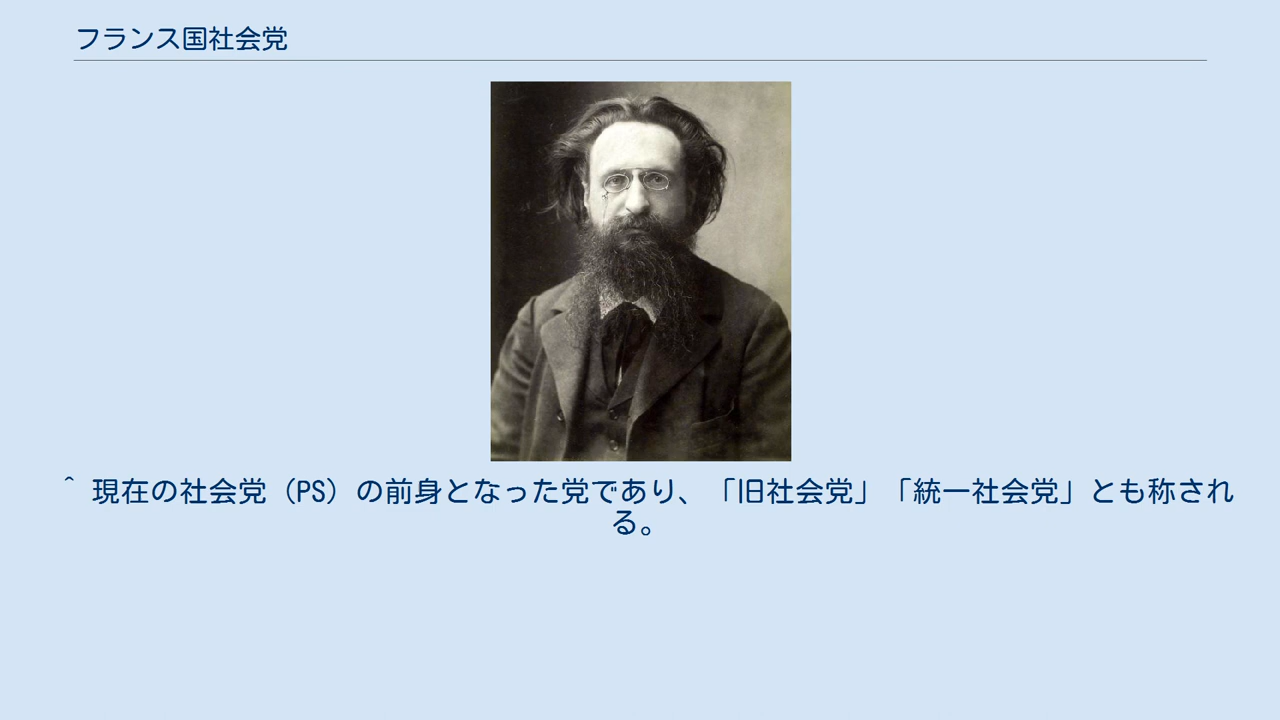 フランス国社会党
^ 現在の社会党（PS）の前身となった党であり、「旧社会党」「統一社会党」とも称され
る。